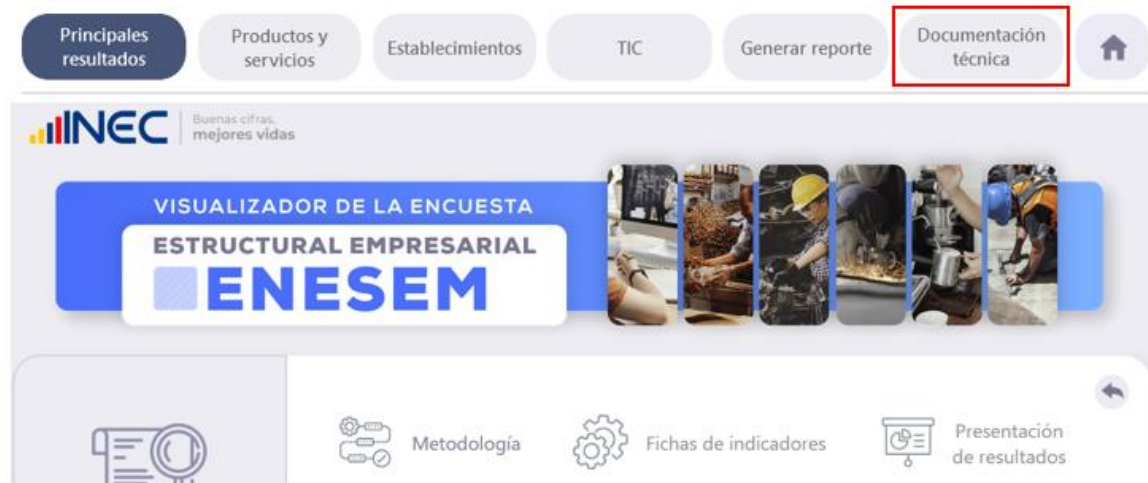 Principales
resultados
Productos y
servicios
Establecimientos
TIC
Generar reporte
Documentación
técnica
INEC
Buenas cifras,
mejores vidas
VISUALIZADOR DE LA ENCUESTA
ESTRUCTURAL EMPRESARIAL
ENESEM
Metodología
Fichas de indicadores
Presentación
de resultados